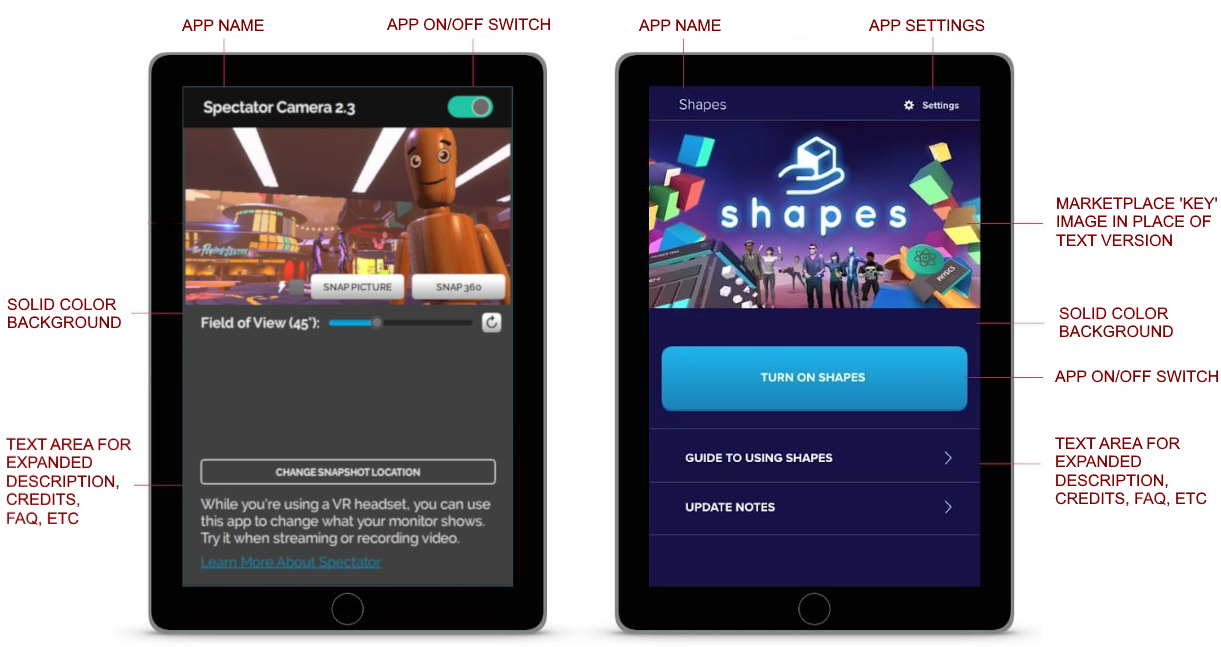 APP NAME
APP ON/OFF SWITCH
Spectator Camera 2.3
SNAP PICTURE
SNAP 360
Field of View (45°):
SOLID COLOR
BACKGROUND
CHANGE SNAPSHOT LOCATION
While you're using a VR headset, you can use
this app to change what your monitor shows.
Try it when streaming or recording video.
Learn More About Spectator
TEXT AREA FOR
EXPANDED
DESCRIPTION,
CREDITS,
FAQ, ETC
APP NAME
APP SETTINGS
Shapes
Settings
shapes
PHYSICS
MARKETPLACE 'KEY'
IMAGE IN PLACE OF
TEXT VERSION
SOLID COLOR
BACKGROUND
TURN ON SHAPES
APP ON/OFF SWITCH
GUIDE TO USING SHAPES
UPDATE NOTES
TEXT AREA FOR
EXPANDED
DESCRIPTION,
CREDITS, FAQ, ETC